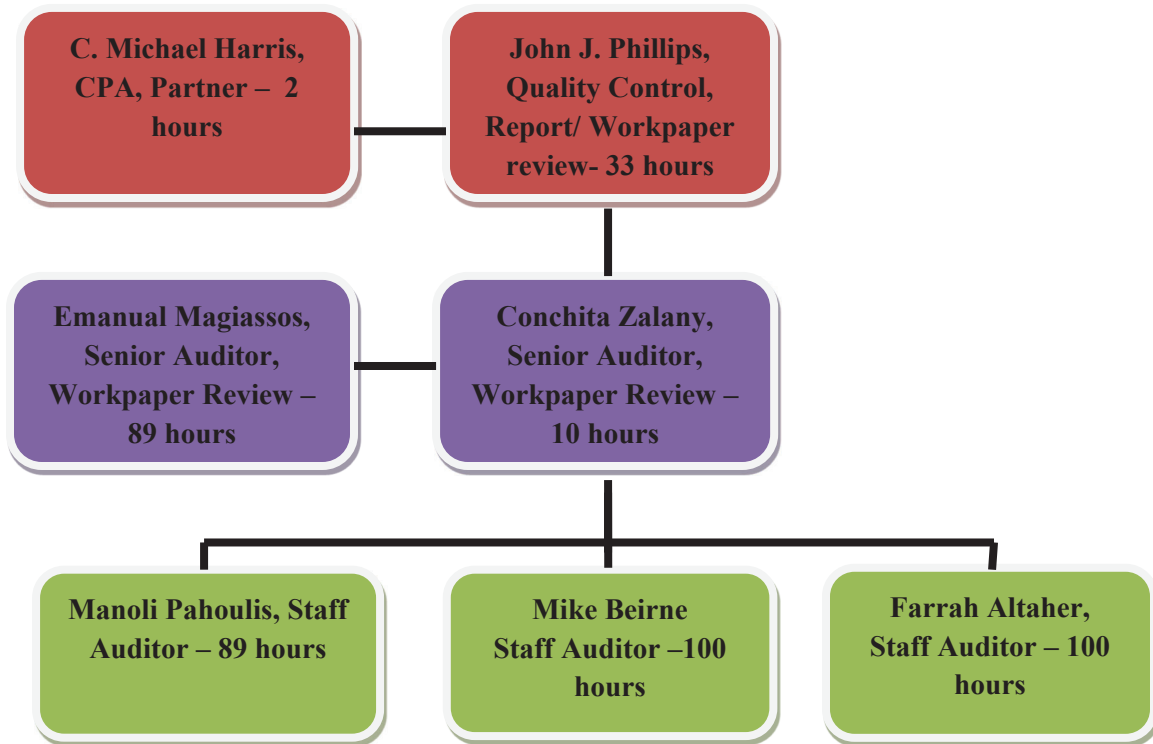 C. Michael Harris,
CPA, Partner – 2
hours
John J. Phillips,
Quality Control,
Report/ Workpaper
review- 33 hours
Emanual Magiassos,
Senior Auditor,
Workpaper Review –
89 hours
Conchita Zalany,
Senior Auditor,
Workpaper Review –
10 hours
Manoli Pahoulis, Staff
Auditor – 89 hours
Mike Beirne
Staff Auditor –100
hours
Farrah Altaher,
Staff Auditor – 100
hours